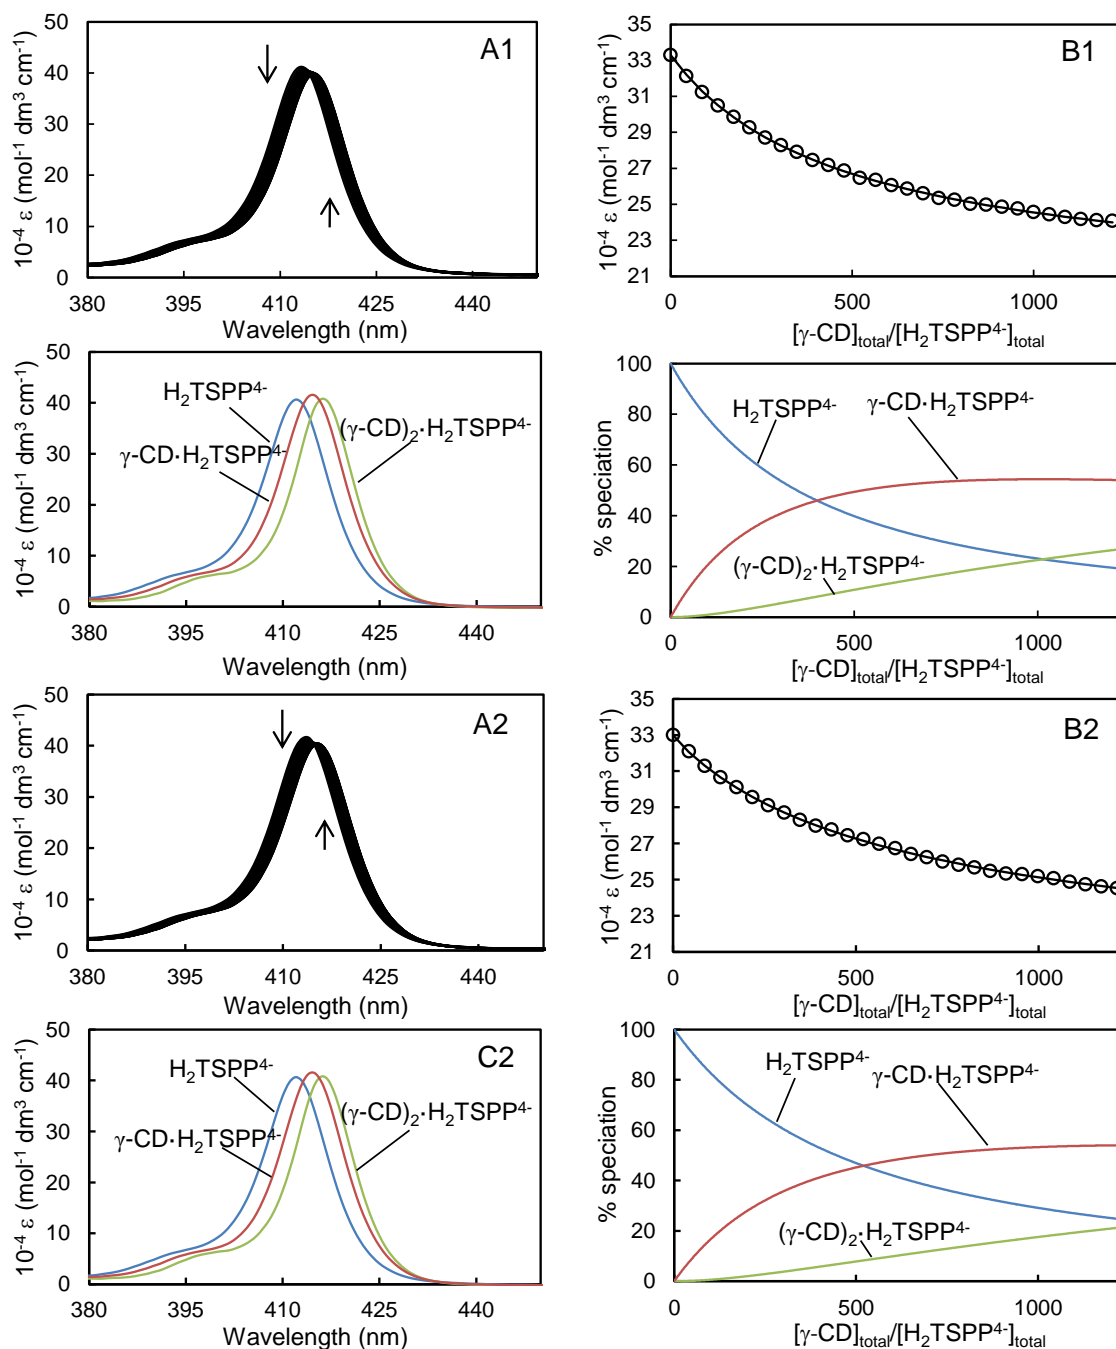 A1
10⁻⁴ ε (mol⁻¹ dm³ cm⁻¹)
50
40
30
20
10
0
380 395 410 425 440
Wavelength (nm)
B1
10⁻⁴ ε (mol⁻¹ dm³ cm⁻¹)
35
33
31
29
27
25
23
21
0 500 1000
[γ-CD]total/[H₂TSPP⁴⁻]total
10⁻⁴ ε (mol⁻¹ dm³ cm⁻¹)
50
40
30
20
10
0
H₂TSPP⁴⁻
γ-CD·H₂TSPP⁴⁻
(γ-CD)₂·H₂TSPP⁴⁻
380 395 410 425 440
Wavelength (nm)
% speciation
100
80
60
40
20
0
H₂TSPP⁴⁻
γ-CD·H₂TSPP⁴⁻
(γ-CD)₂·H₂TSPP⁴⁻
0 500 1000
[γ-CD]total/[H₂TSPP⁴⁻]total
A2
10⁻⁴ ε (mol⁻¹ dm³ cm⁻¹)
50
40
30
20
10
0
380 395 410 425 440
Wavelength (nm)
B2
10⁻⁴ ε (mol⁻¹ dm³ cm⁻¹)
35
33
31
29
27
25
23
21
0 500 1000
[γ-CD]total/[H₂TSPP⁴⁻]total
C2
10⁻⁴ ε (mol⁻¹ dm³ cm⁻¹)
50
40
30
20
10
0
H₂TSPP⁴⁻
γ-CD·H₂TSPP⁴⁻
(γ-CD)₂·H₂TSPP⁴⁻
380 395 410 425 440
Wavelength (nm)
% speciation
100
80
60
40
20
0
H₂TSPP⁴⁻
γ-CD·H₂TSPP⁴⁻
(γ-CD)₂·H₂TSPP⁴⁻
0 500 1000
[γ-CD]total/[H₂TSPP⁴⁻]total